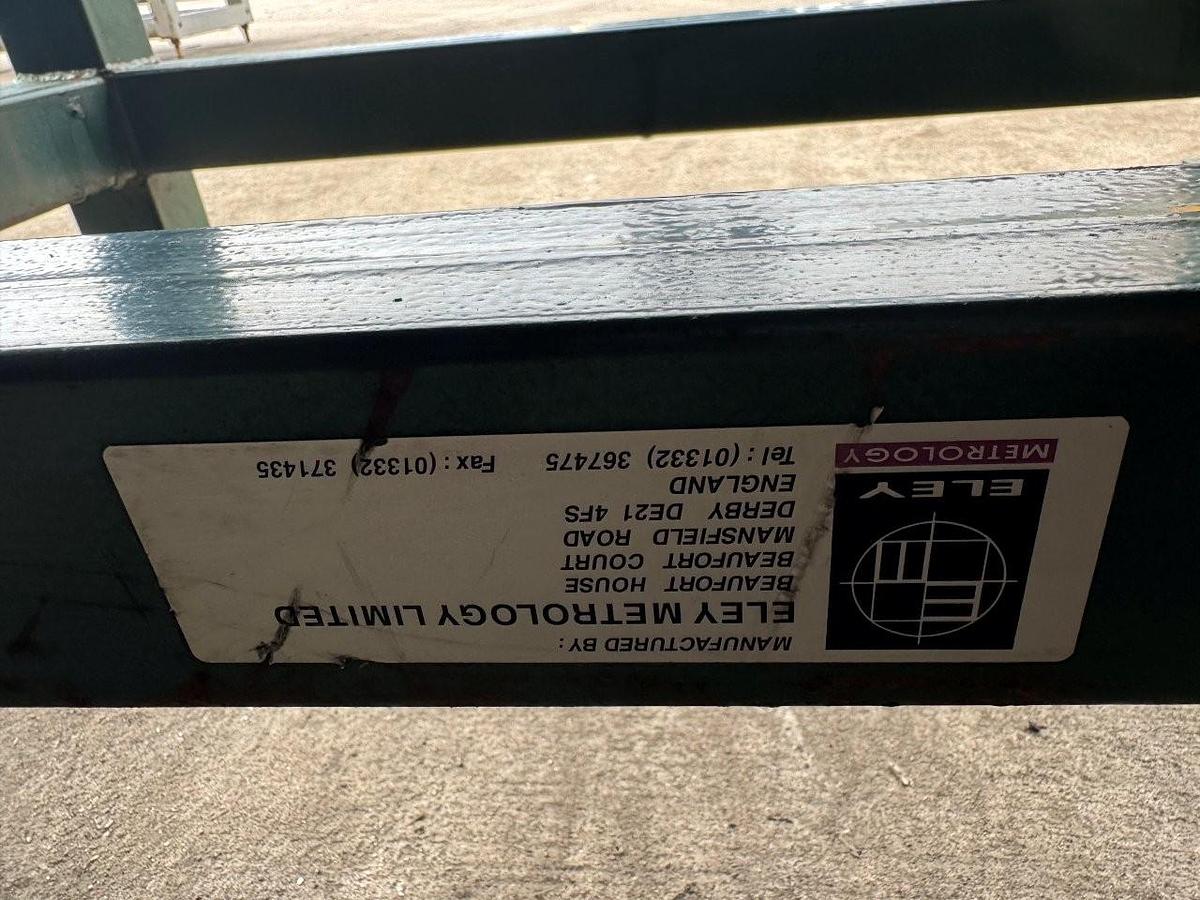 ELEY
METROLOGY
MANUFACTURED BY:
ELEY METROLOGY LIMITED
BEAUFORT HOUSE
BEAUFORT COURT
MANSFIELD ROAD
DERBY DE21 4FS
ENGLAND
Tel : (01332) 367475 Fax : (01332) 371435